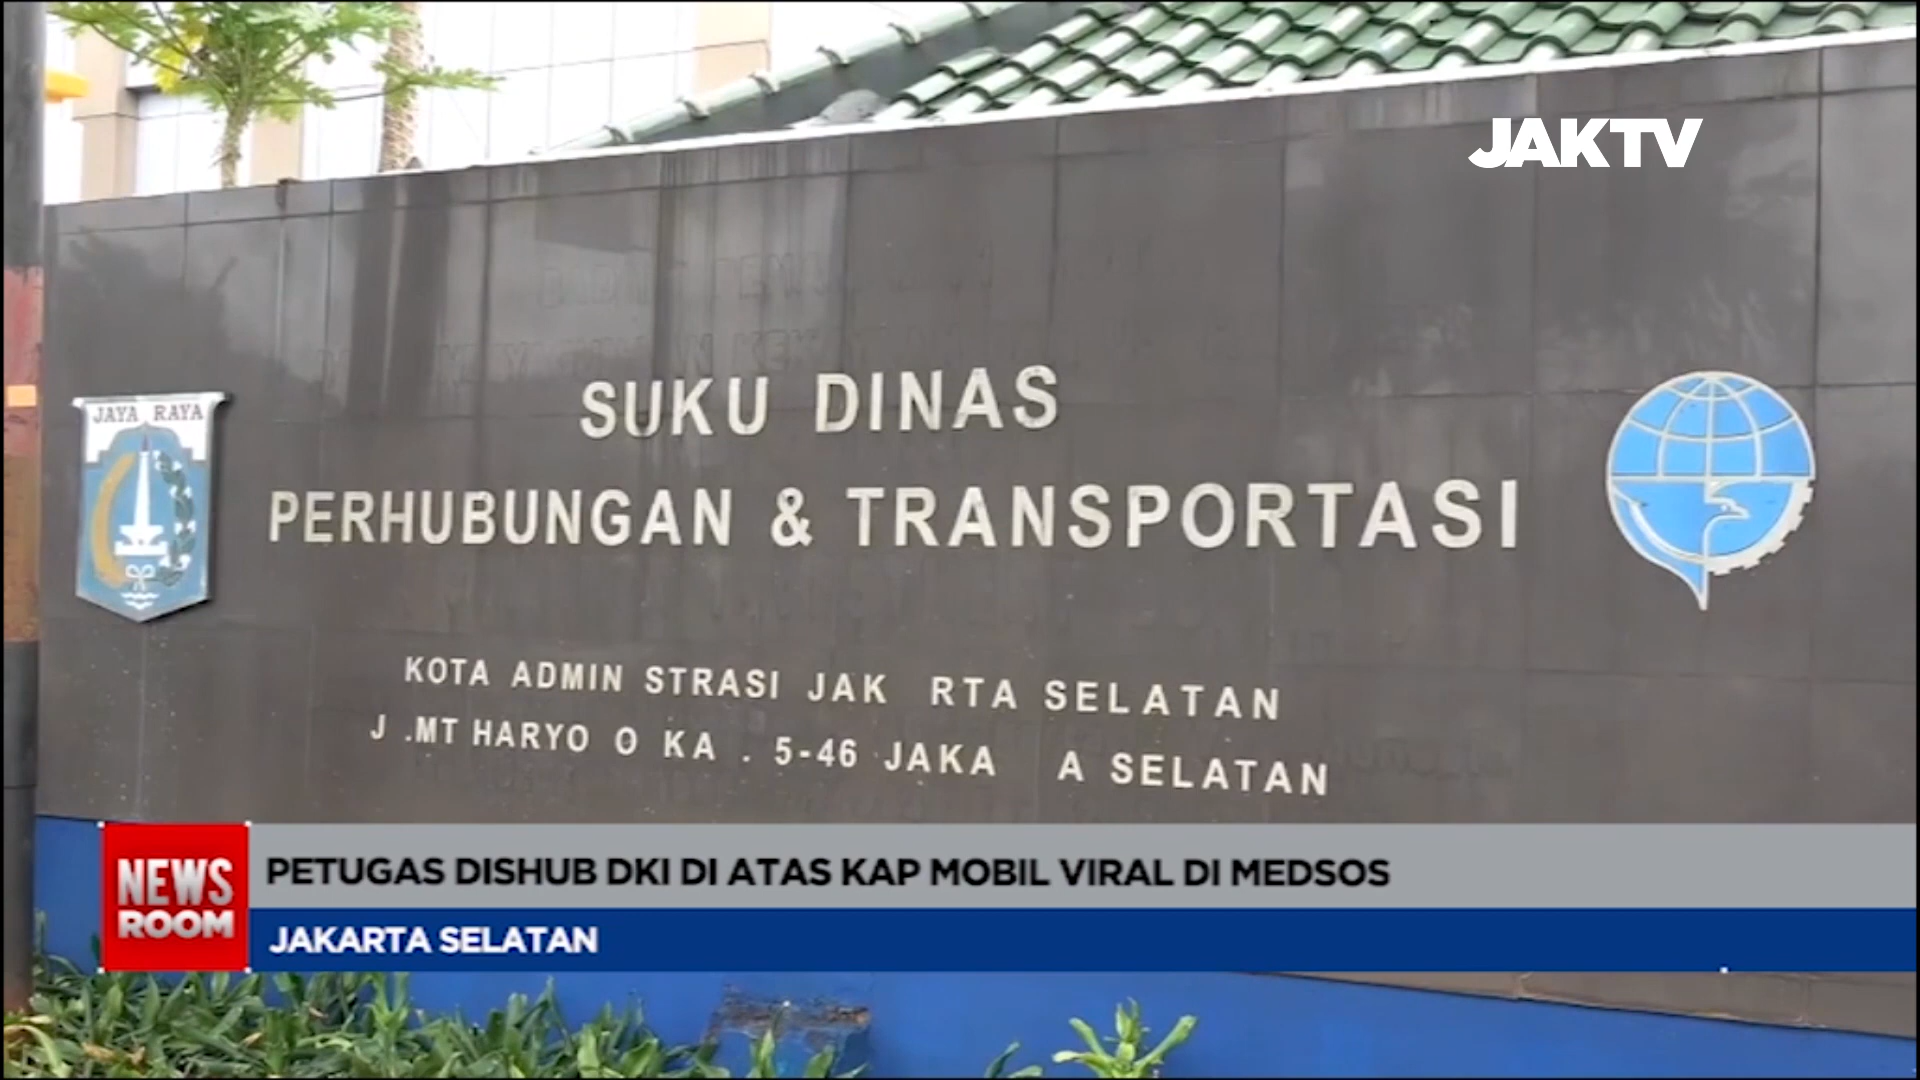 JAKTV
JAYA RAYA
SUKU DINAS
PERHUBUNGAN & TRANSPORTASI
KOTA ADMIN STRASI JAK RTA SELATAN
J .MT HARYO O KA . 5-46 JAKA A SELATAN
NEWS
ROOM
PETUGAS DISHUB DKI DI ATAS KAP MOBIL VIRAL DI MEDSOS
JAKARTA SELATAN